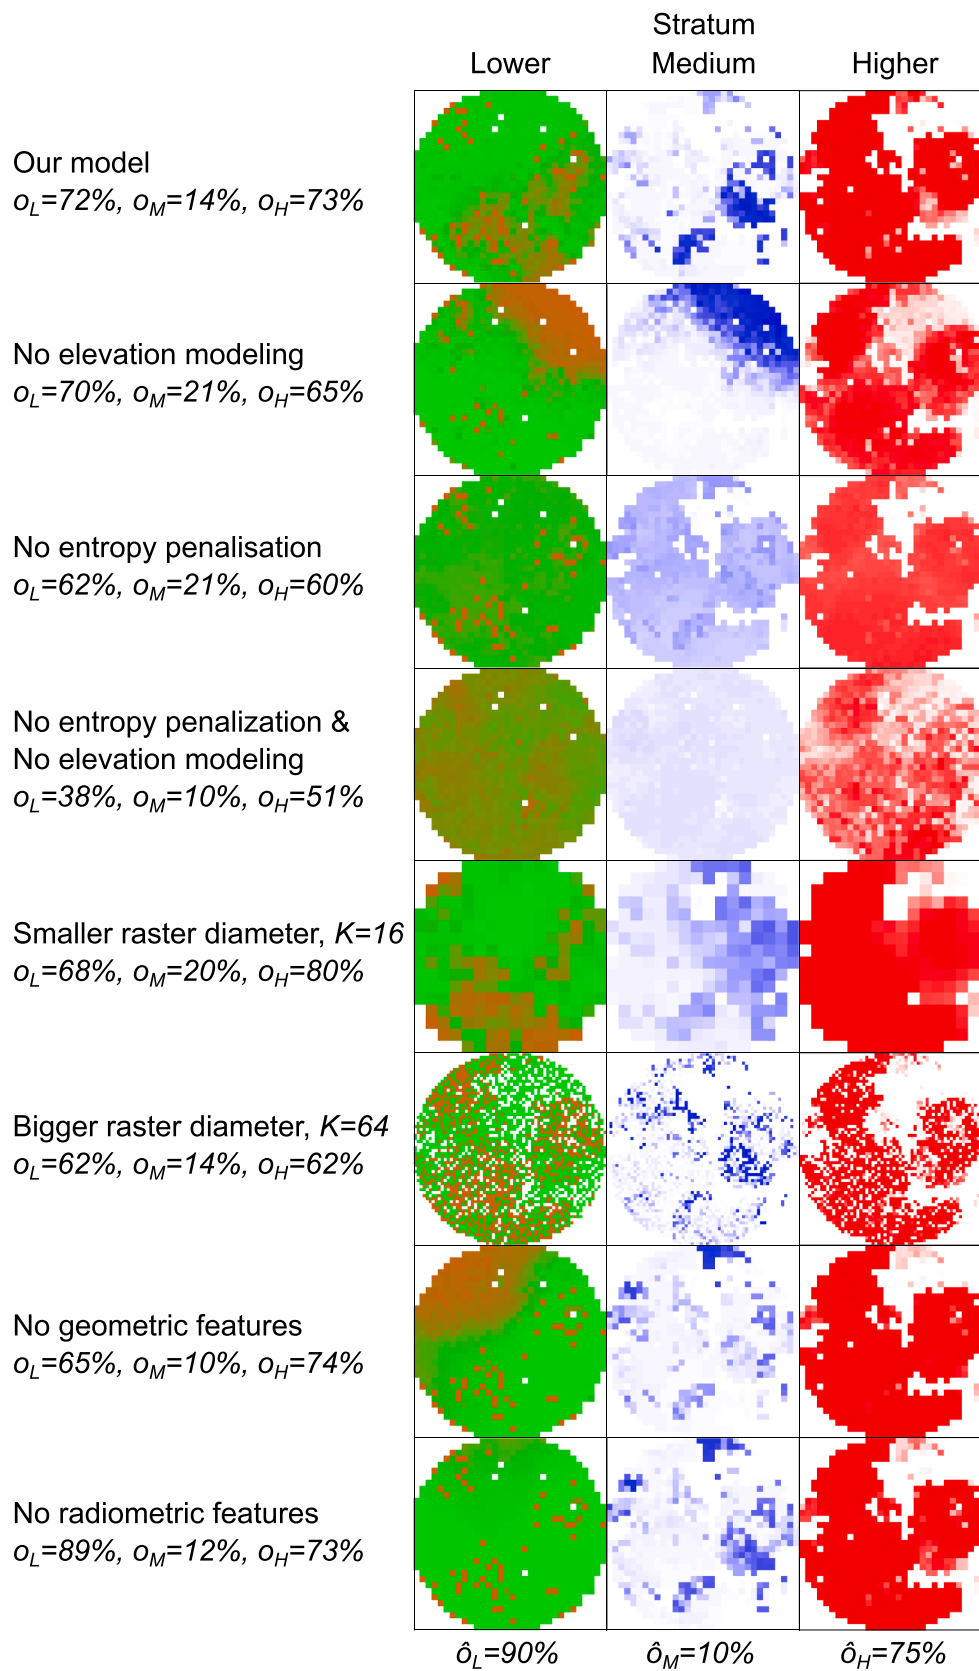 Stratum
Lower Medium Higher
Our model
oL=72%, oM=14%, oH=73%
No elevation modeling
oL=70%, oM=21%, oH=65%
No entropy penalisation
oL=62%, oM=21%, oH=60%
No entropy penalization &
No elevation modeling
oL=38%, oM=10%, oH=51%
Smaller raster diameter, K=16
oL=68%, oM=20%, oH=80%
Bigger raster diameter, K=64
oL=62%, oM=14%, oH=62%
No geometric features
oL=65%, oM=10%, oH=74%
No radiometric features
oL=89%, oM=12%, oH=73%
ôL=90% ôM=10% ôH=75%